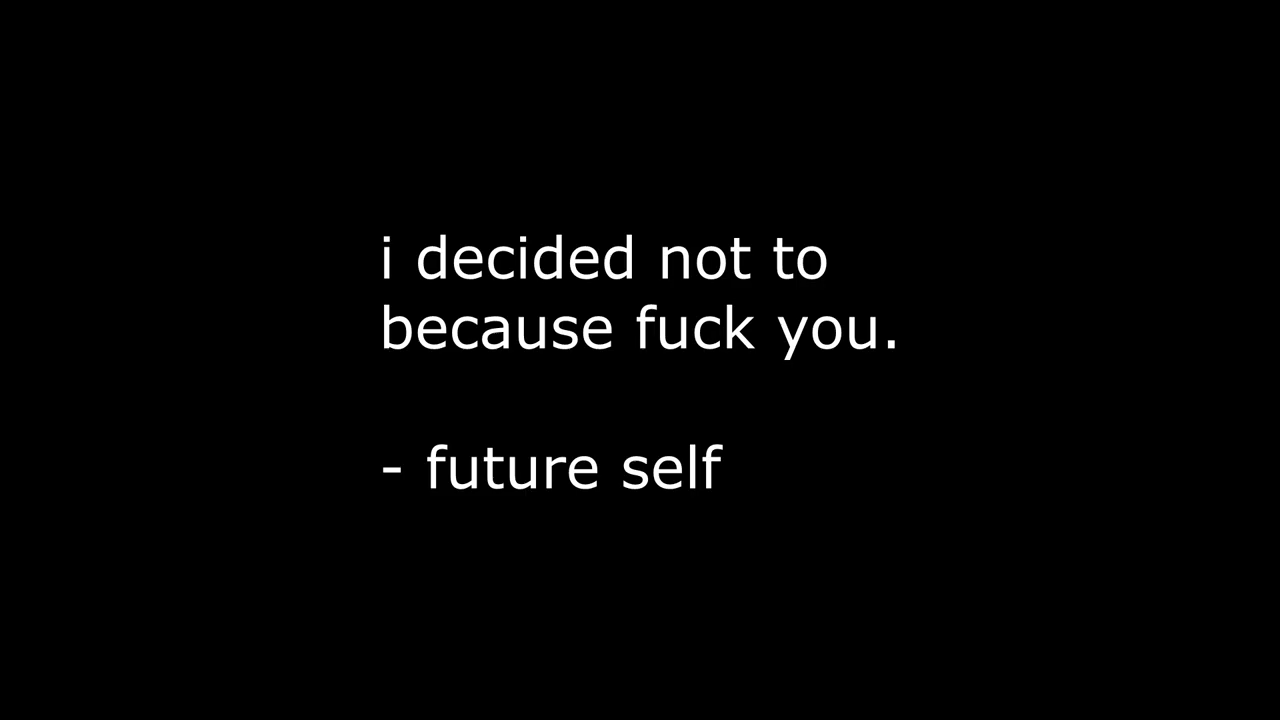 i decided not to
because fuck you.
- future self